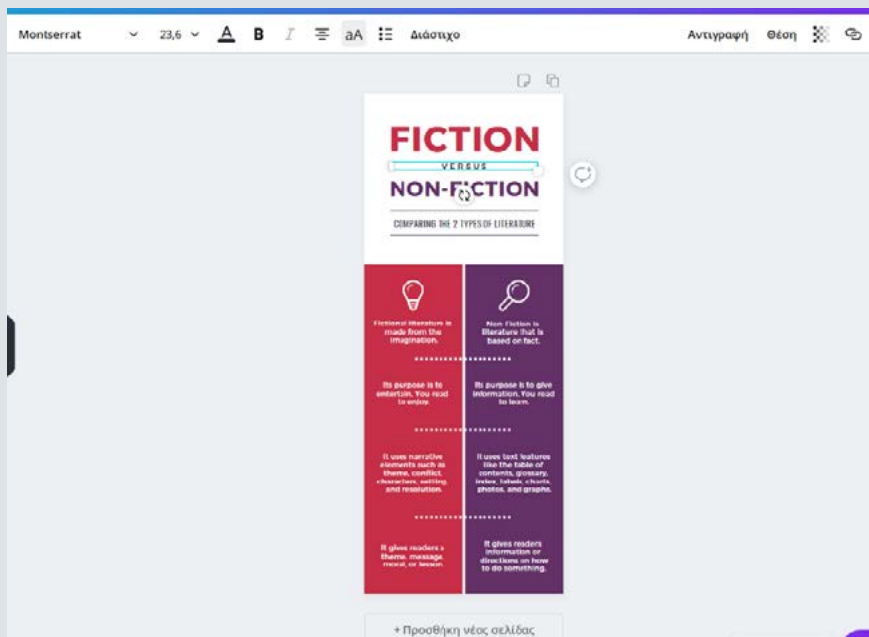 Montserrat 23,6 A B I aA Διάστιχο Αντιγραφή Θέση
FICTION
VERSUS
NON-FICTION
COMPARING THE 2 TYPES OF LITERATURE
Fictional literature is
made from the
imagination.
Non-Fiction is
literature that is
based on fact.
Its purpose is to
entertain. You read
to enjoy.
Its purpose is to give
information. You read
to learn.
It uses narrative
elements such as
theme, conflict,
characters, setting,
and resolution.
It uses text features
like the table of
contents, glossary,
index, labels, charts,
photos, and graphs.
It gives readers a
theme, message,
moral, or lesson.
It gives readers
information or
directions on how
to do something.
+ Προσθήκη νέας σελίδας